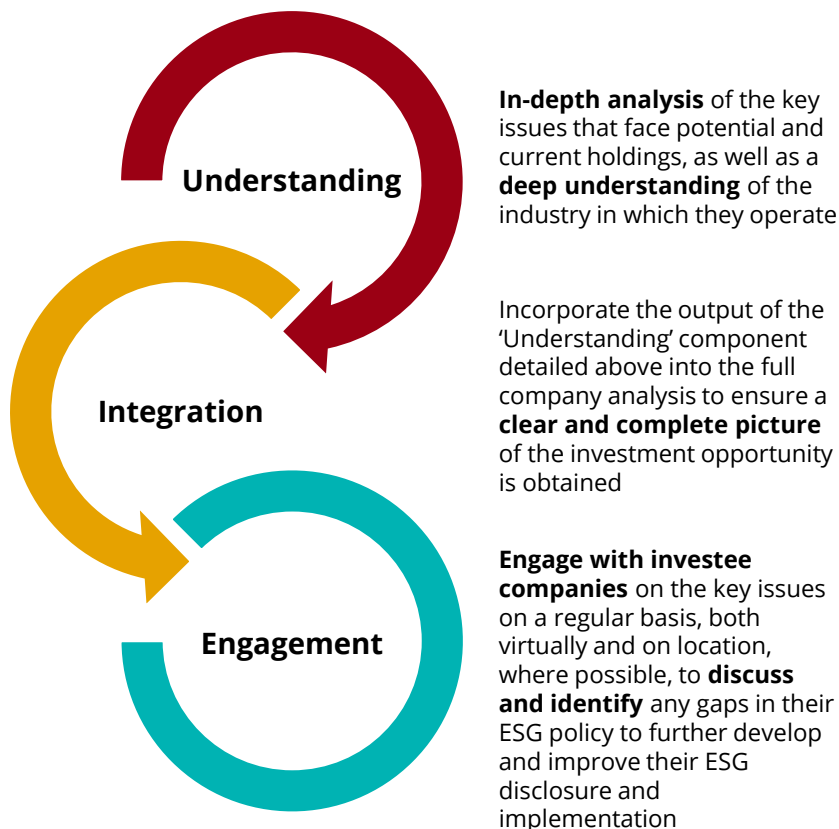 Understanding
In-depth analysis of the key
issues that face potential and
current holdings, as well as a
deep understanding of the
industry in which they operate
Integration
Incorporate the output of the
‘Understanding’ component
detailed above into the full
company analysis to ensure a
clear and complete picture
of the investment opportunity
is obtained
Engagement
Engage with investee
companies on the key issues
on a regular basis, both
virtually and on location,
where possible, to discuss
and identify any gaps in their
ESG policy to further develop
and improve their ESG
disclosure and
implementation